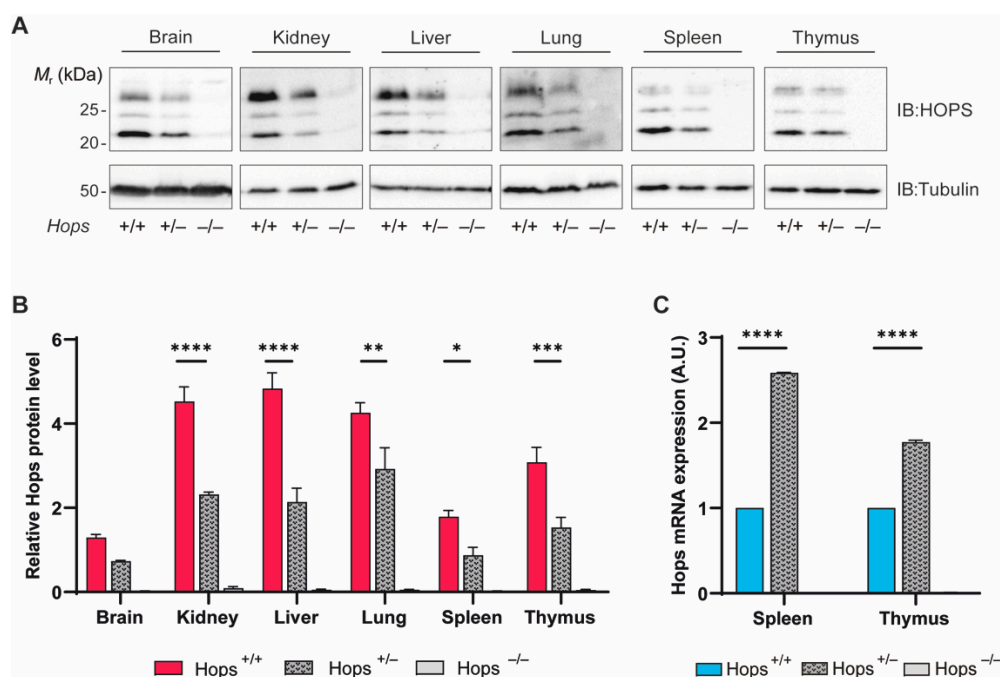 A
Brain Kidney Liver Lung Spleen Thymus
Mr (kDa)
25-
20-
IB:HOPS
50-
IB:Tubulin
Hops +/+ +/– –/– +/+ +/– –/– +/+ +/– –/– +/+ +/– –/– +/+ +/– –/– +/+ +/– –/–
B
Relative Hops protein level
6
4
2
0
**** **** ** * ***
Brain Kidney Liver Lung Spleen Thymus
Hops +/+ Hops +/– Hops –/–
C
Hops mRNA expression (A.U.)
3
2
1
0
**** ****
Spleen Thymus
Hops +/+ Hops +/– Hops –/–